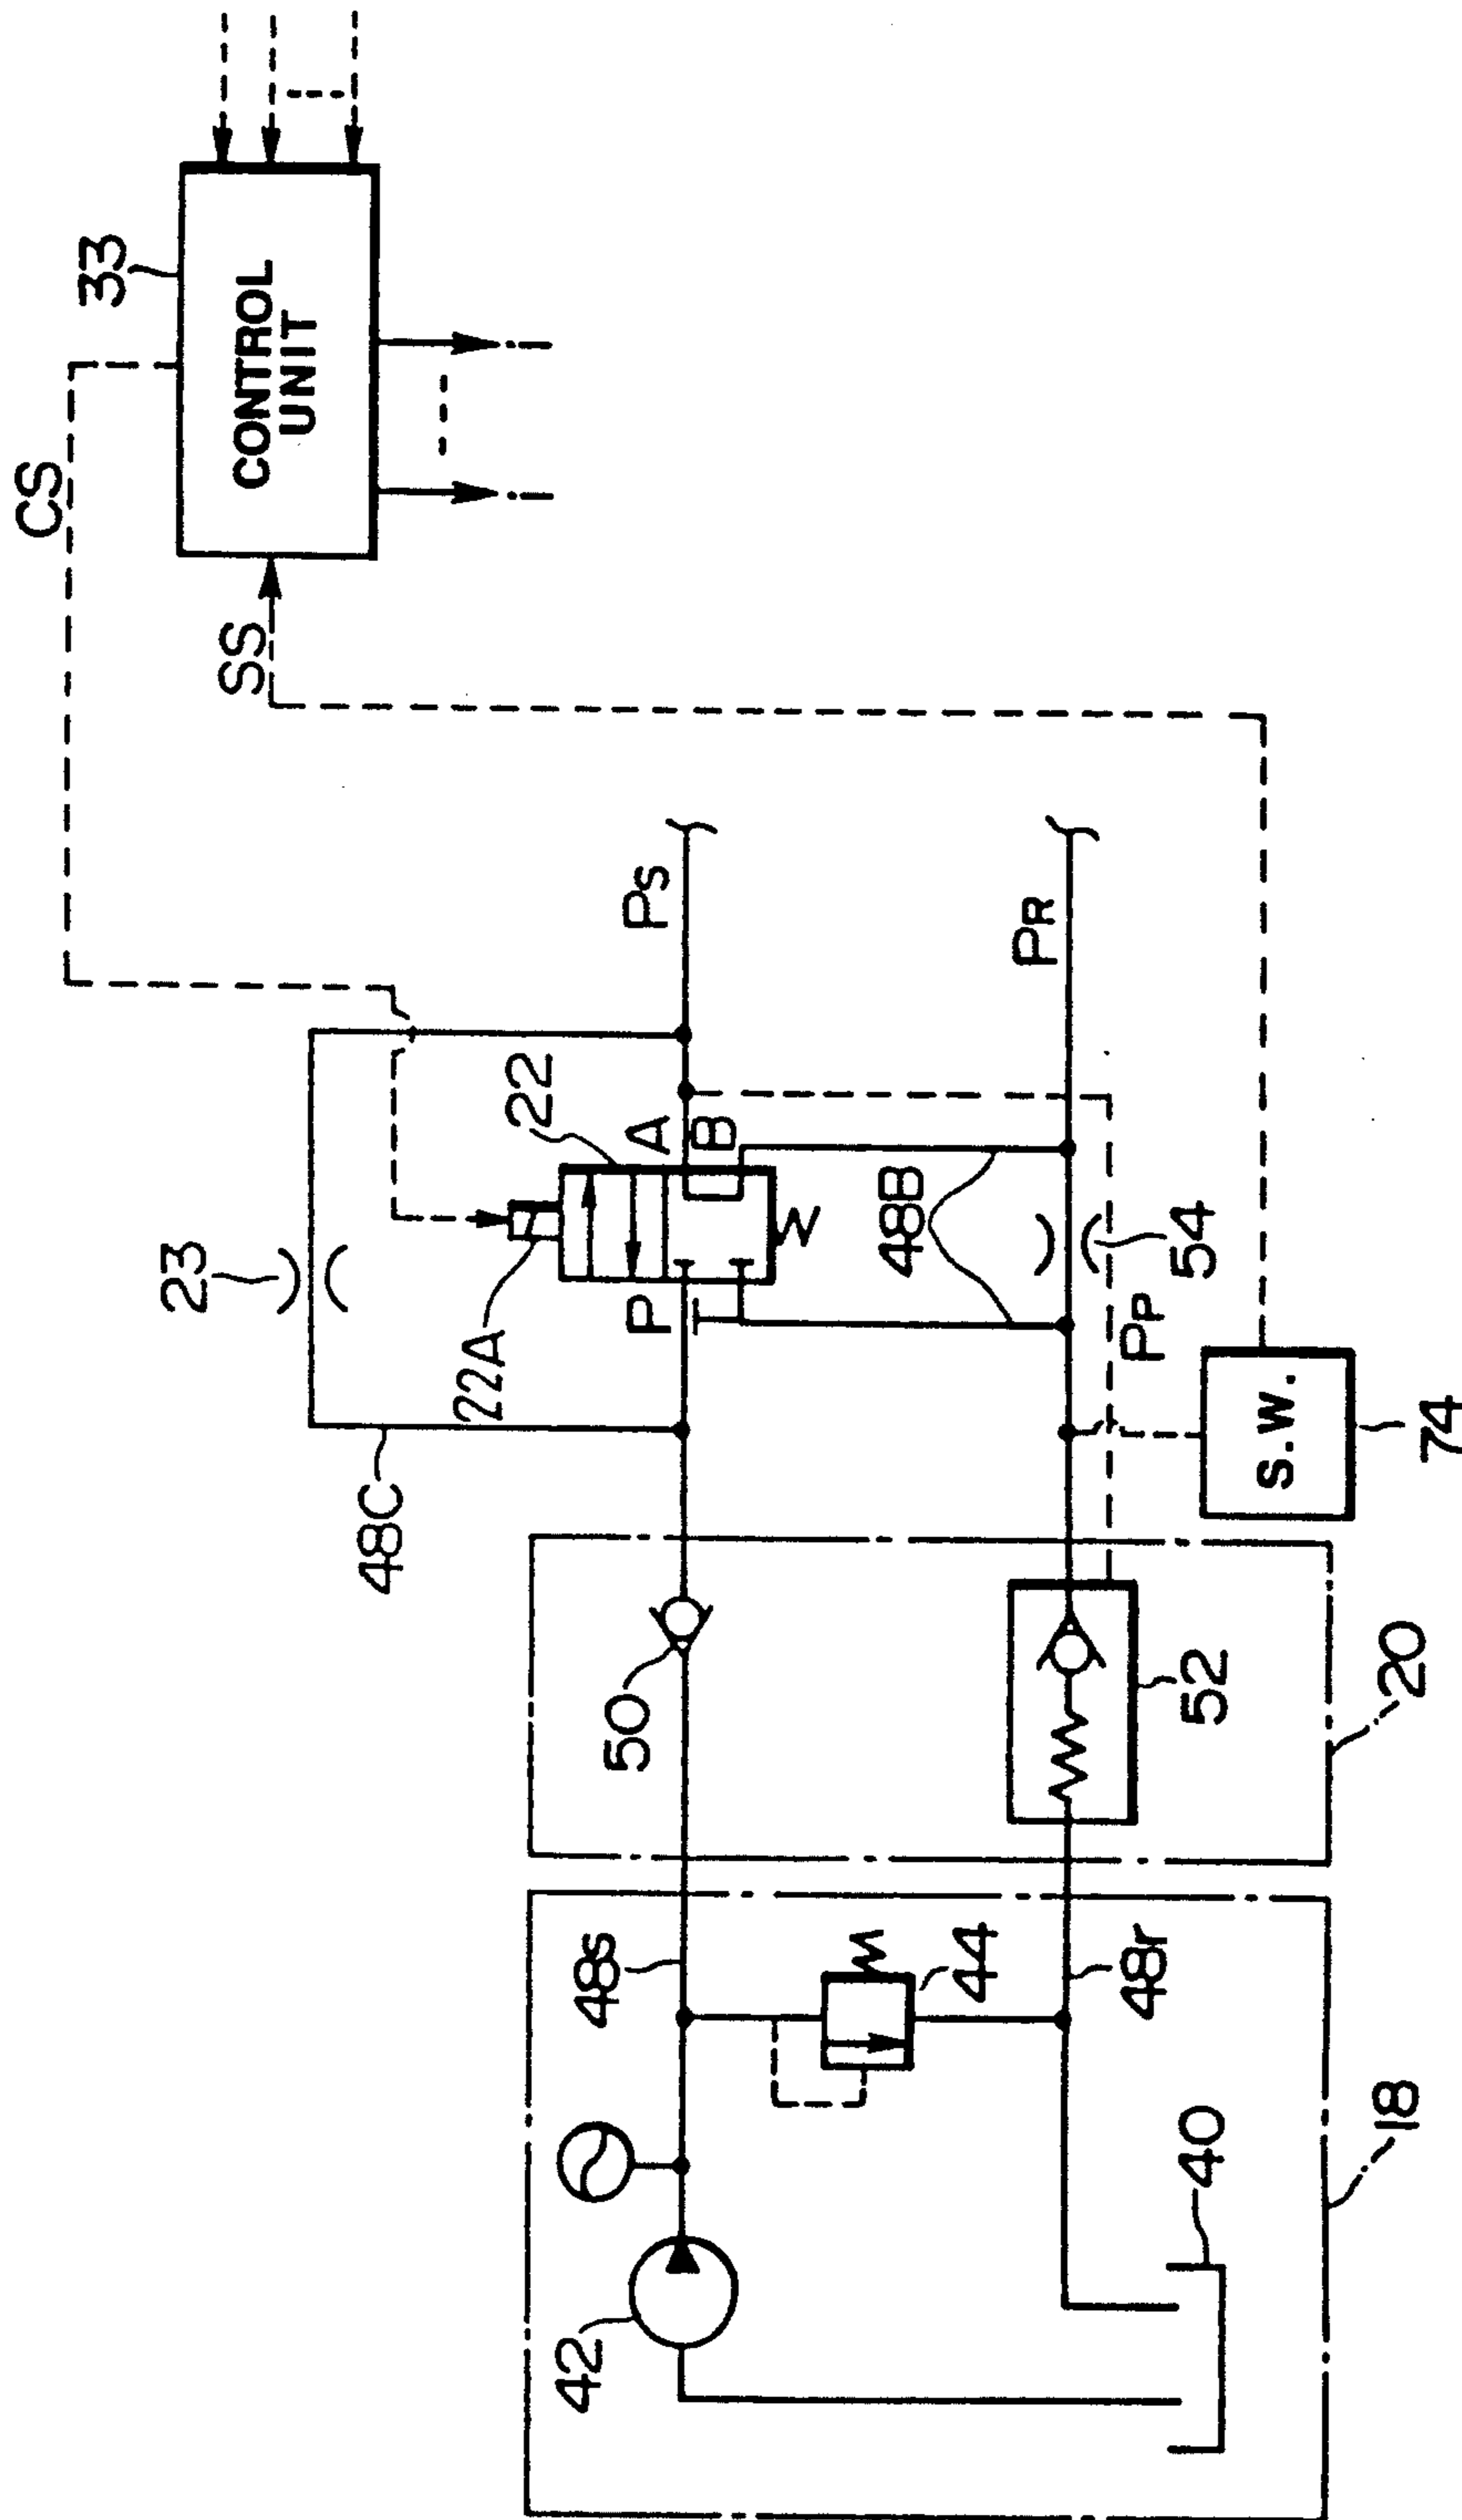 CS
33
CONTROL
UNIT
SS
23
22A
22
48C
P
A
B
Ps
PR
48B
54
PP
S.W.
74
50
52
20
48s
44
48r
42
40
18
i
i